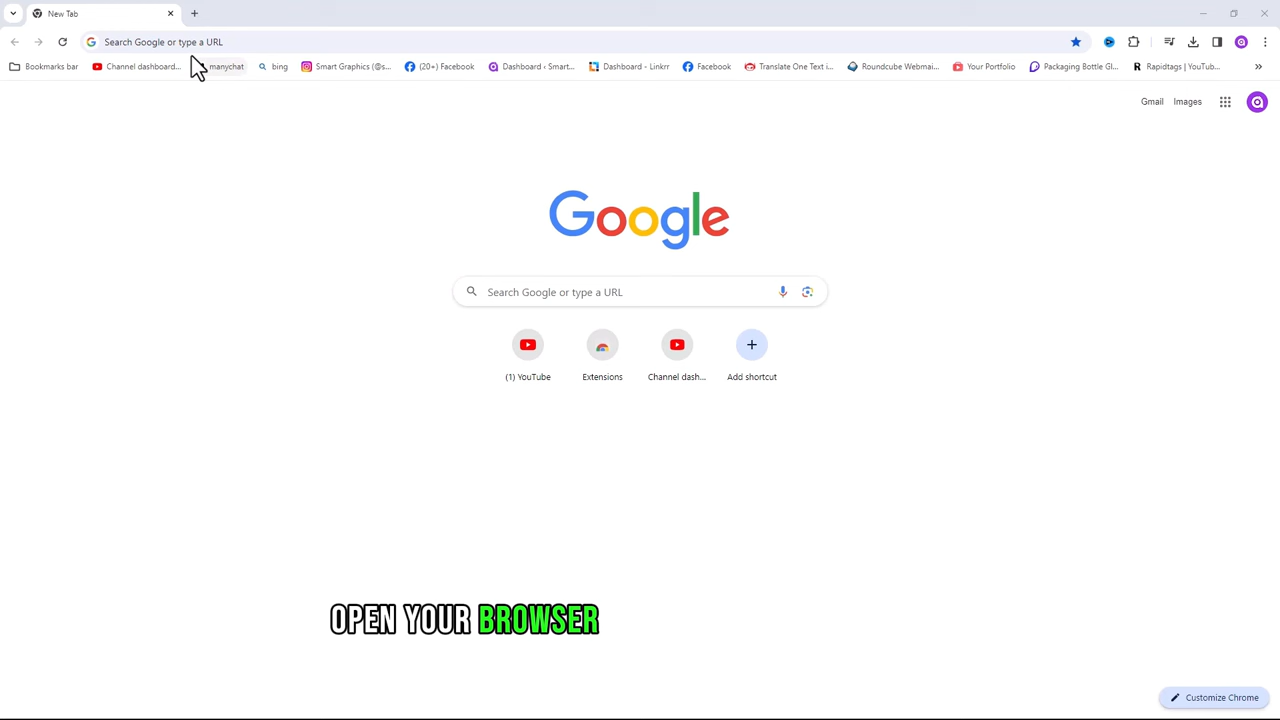 New Tab
Search Google or type a URL
Bookmarks bar
Channel dashboard...
manychat
bing
Smart Graphics (@s...
(20+) Facebook
Dashboard ‹ Smart...
Dashboard - Linkrr
Facebook
Translate One Text i...
Roundcube Webmai...
Your Portfolio
Packaging Bottle Gl...
Rapidtags | YouTub...
Gmail
Images
Google
Search Google or type a URL
(1) YouTube
Extensions
Channel dash...
Add shortcut
OPEN YOUR BROWSER
Customize Chrome